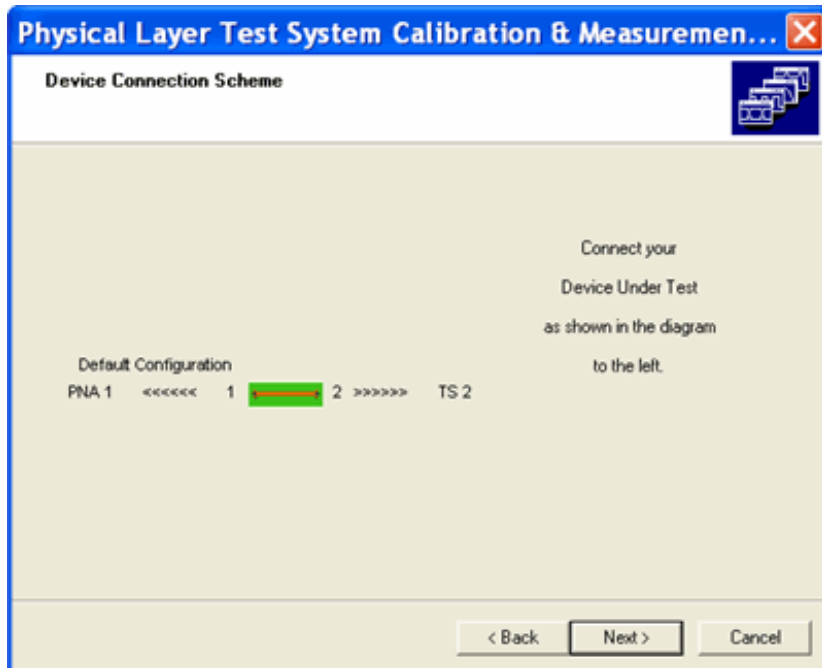 Physical Layer Test System Calibration & Measuremen...
Device Connection Scheme
Connect your
Device Under Test
as shown in the diagram
to the left.
Default Configuration
PNA 1 <<<<<< 1 2 >>>>>> TS 2
< Back Next > Cancel